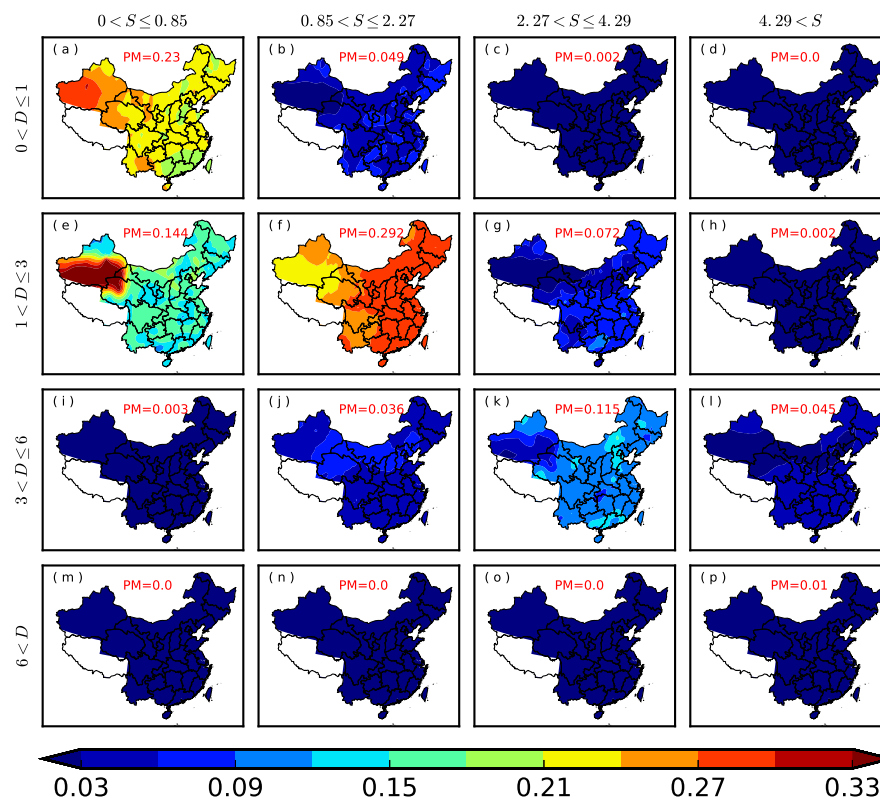 0 < S ≤ 0.85
0.85 < S ≤ 2.27
2.27 < S ≤ 4.29
4.29 < S
0 < D ≤ 1
(a) PM=0.23
(b) PM=0.049
(c) PM=0.002
(d) PM=0.0
1 < D ≤ 3
(e) PM=0.144
(f) PM=0.292
(g) PM=0.072
(h) PM=0.002
3 < D ≤ 6
(i) PM=0.003
(j) PM=0.036
(k) PM=0.115
(l) PM=0.045
6 < D
(m) PM=0.0
(n) PM=0.0
(o) PM=0.0
(p) PM=0.01
0.03 0.09 0.15 0.21 0.27 0.33